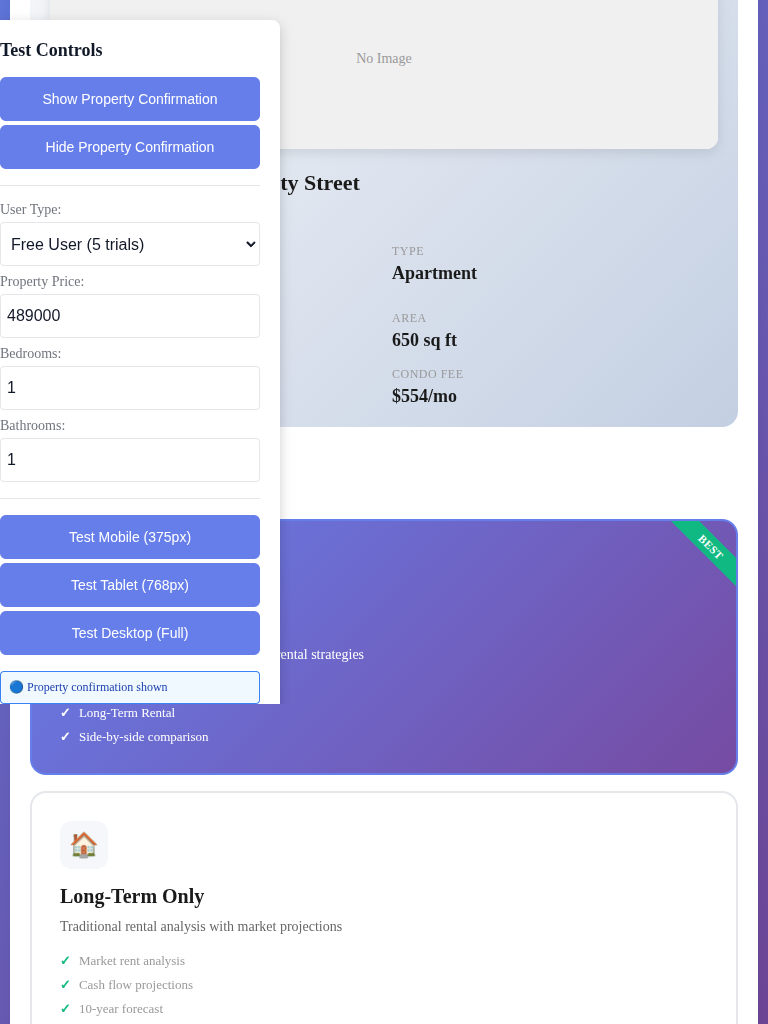 Test Controls
Show Property Confirmation
Hide Property Confirmation
User Type:
Free User (5 trials)
Property Price:
489000
Bedrooms:
1
Bathrooms:
1
Test Mobile (375px)
Test Tablet (768px)
Test Desktop (Full)
Property confirmation shown
No Image
ty Street
TYPE
Apartment
AREA
650 sq ft
CONDO FEE
$554/mo
BEST
ental strategies
✓ Long-Term Rental
✓ Side-by-side comparison
Long-Term Only
Traditional rental analysis with market projections
✓ Market rent analysis
✓ Cash flow projections
✓ 10-year forecast